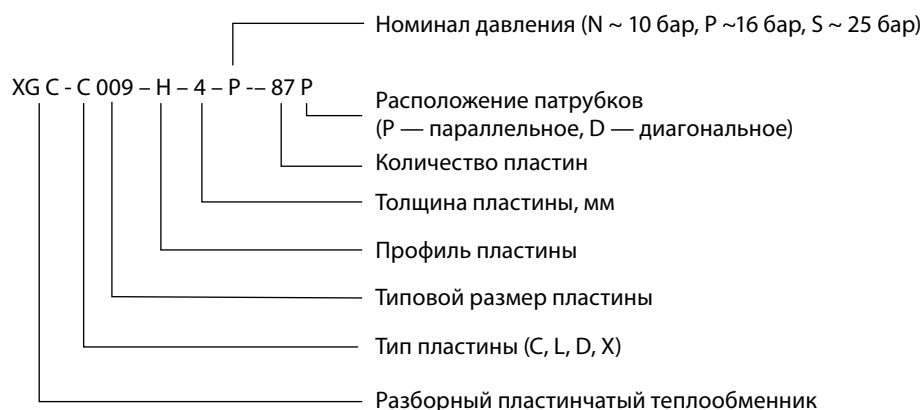 Номинал давления (N ~ 10 бар, P ~16 бар, S ~ 25 бар)
XG C - C 009 – H – 4 – P -– 87 P
Расположение патрубков
(P — параллельное, D — диагональное)
Количество пластин
Толщина пластины, мм
Профиль пластины
Типовой размер пластины
Тип пластины (C, L, D, X)
Разборный пластинчатый теплообменник